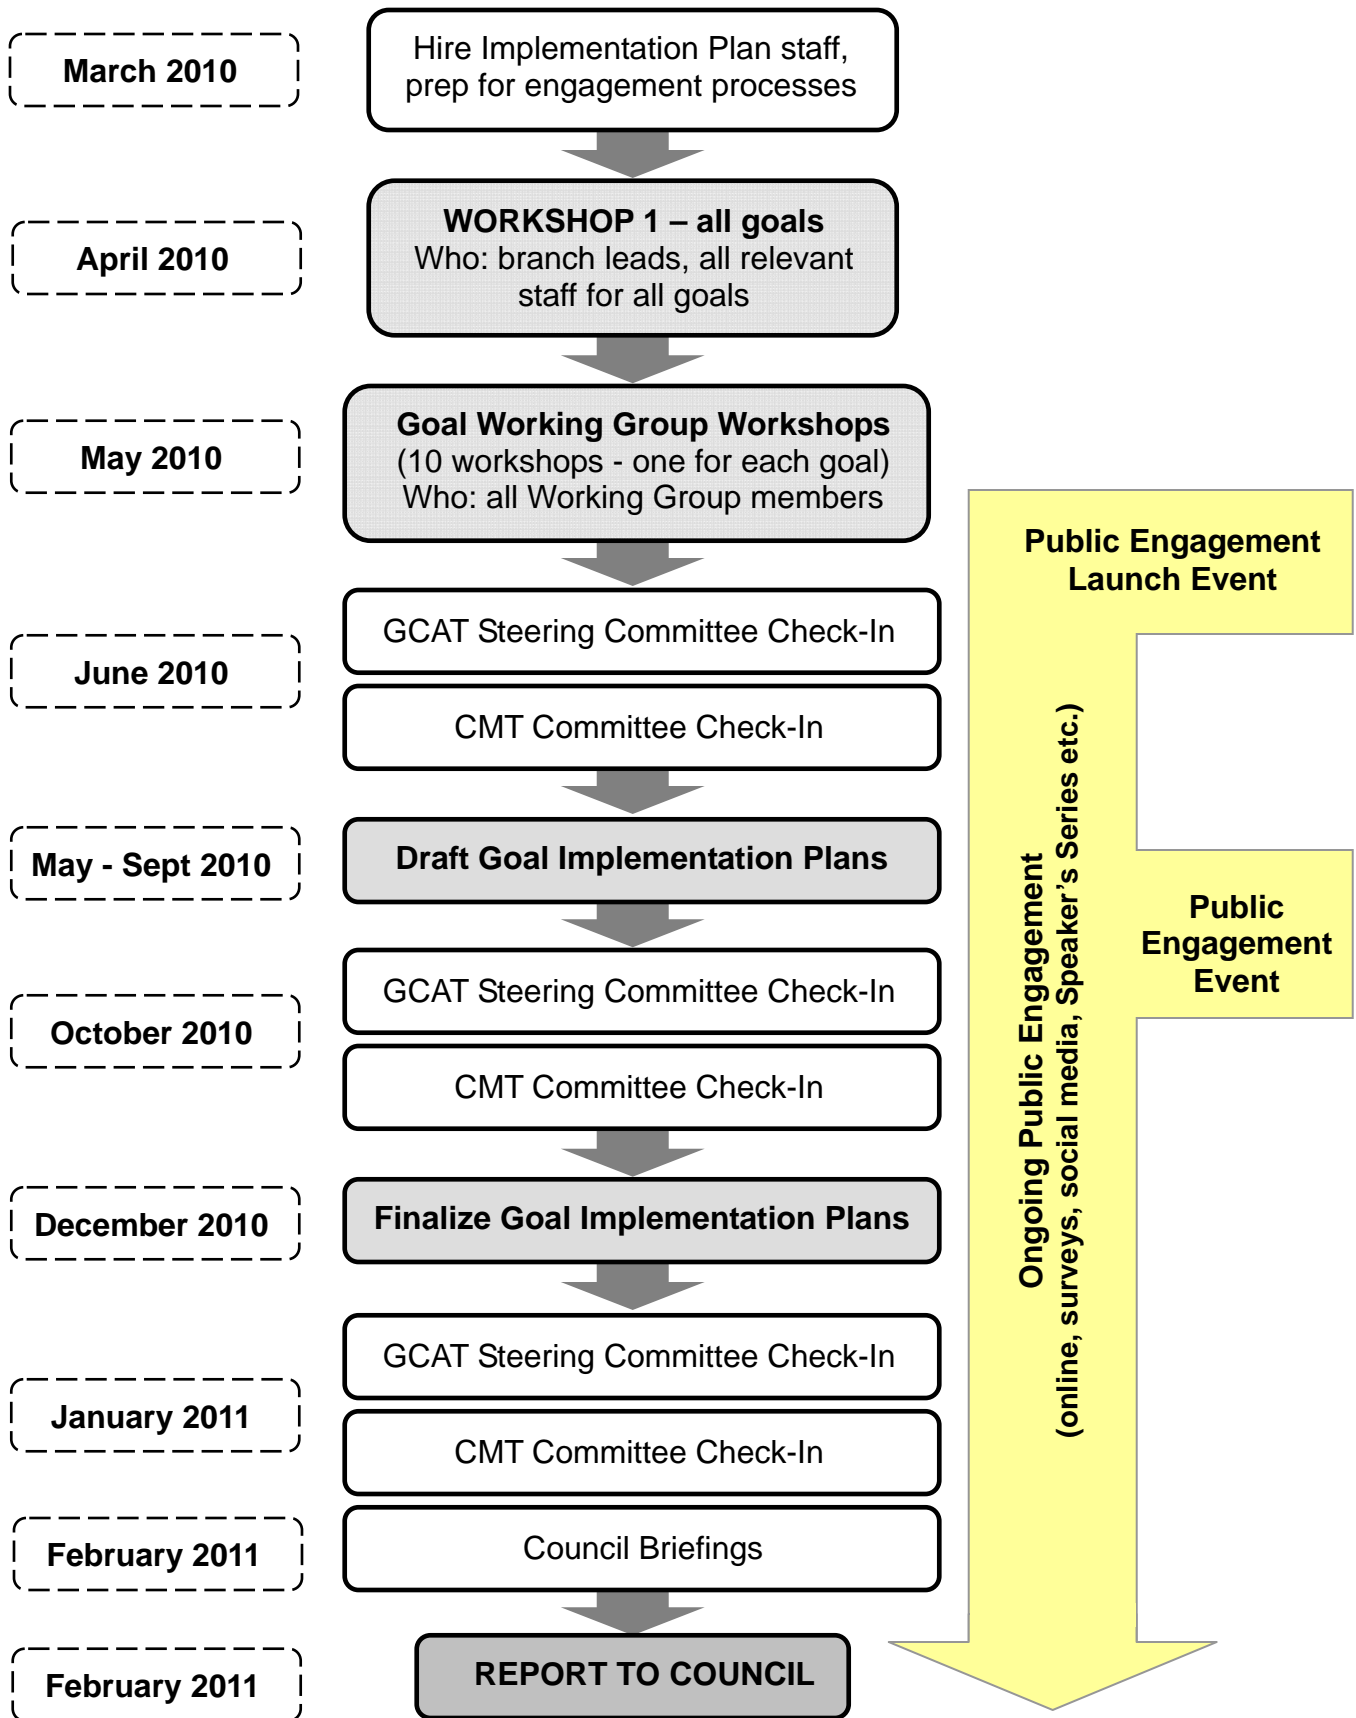 March 2010
Hire Implementation Plan staff,
prep for engagement processes
April 2010
WORKSHOP 1 – all goals
Who: branch leads, all relevant
staff for all goals
May 2010
Goal Working Group Workshops
(10 workshops - one for each goal)
Who: all Working Group members
June 2010
GCAT Steering Committee Check-In
CMT Committee Check-In
May - Sept 2010
Draft Goal Implementation Plans
October 2010
GCAT Steering Committee Check-In
CMT Committee Check-In
December 2010
Finalize Goal Implementation Plans
January 2011
GCAT Steering Committee Check-In
CMT Committee Check-In
February 2011
Council Briefings
February 2011
REPORT TO COUNCIL
Public Engagement
Launch Event
Ongoing Public Engagement
(online, surveys, social media, Speaker’s Series etc.)
Public
Engagement
Event